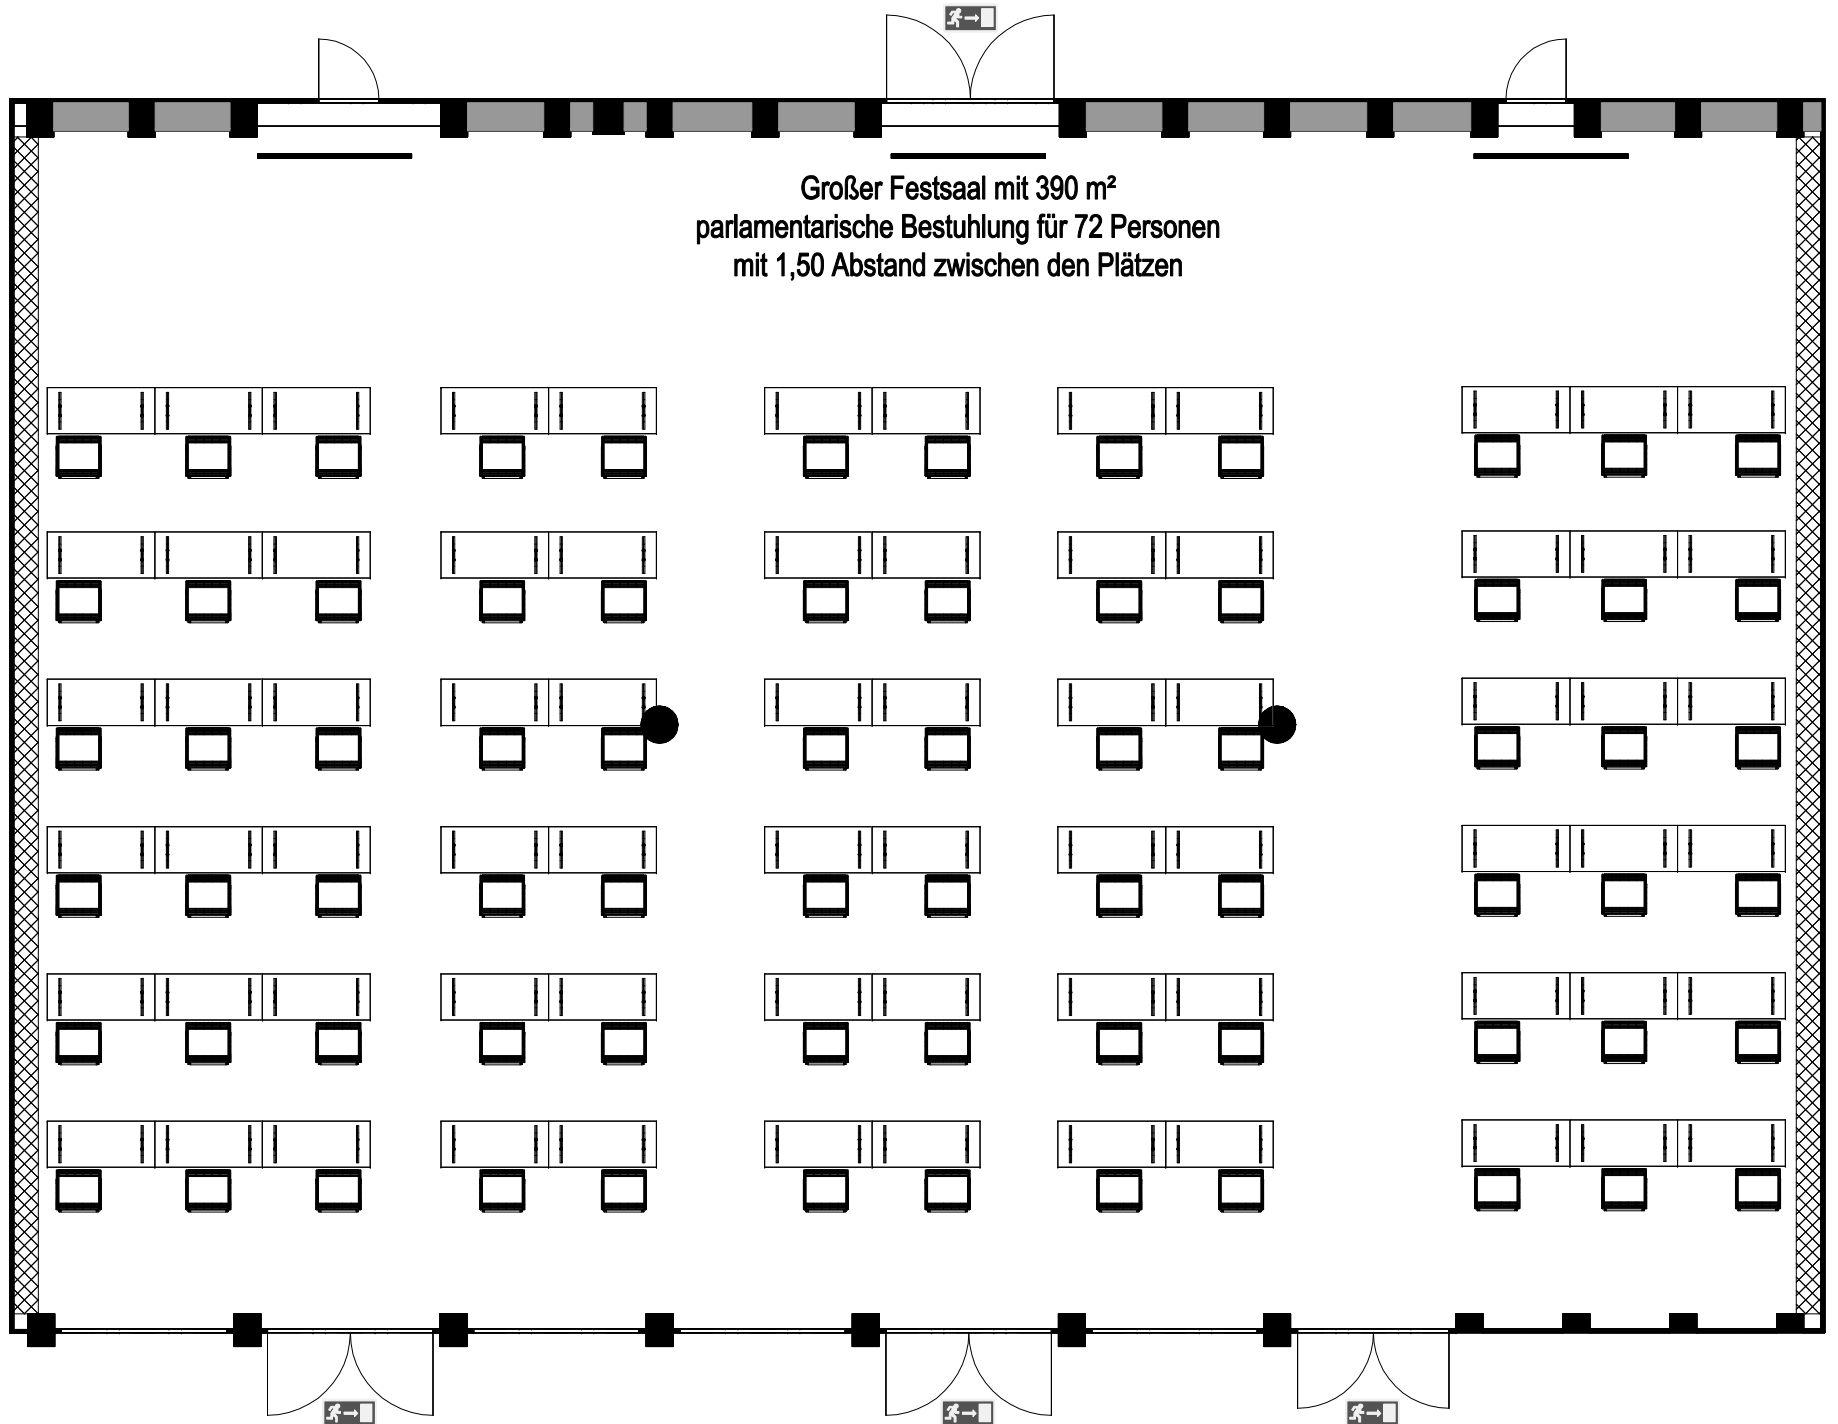 Großer Festsaal mit 390 m²
parlamentarische Bestuhlung für 72 Personen
mit 1,50 Abstand zwischen den Plätzen